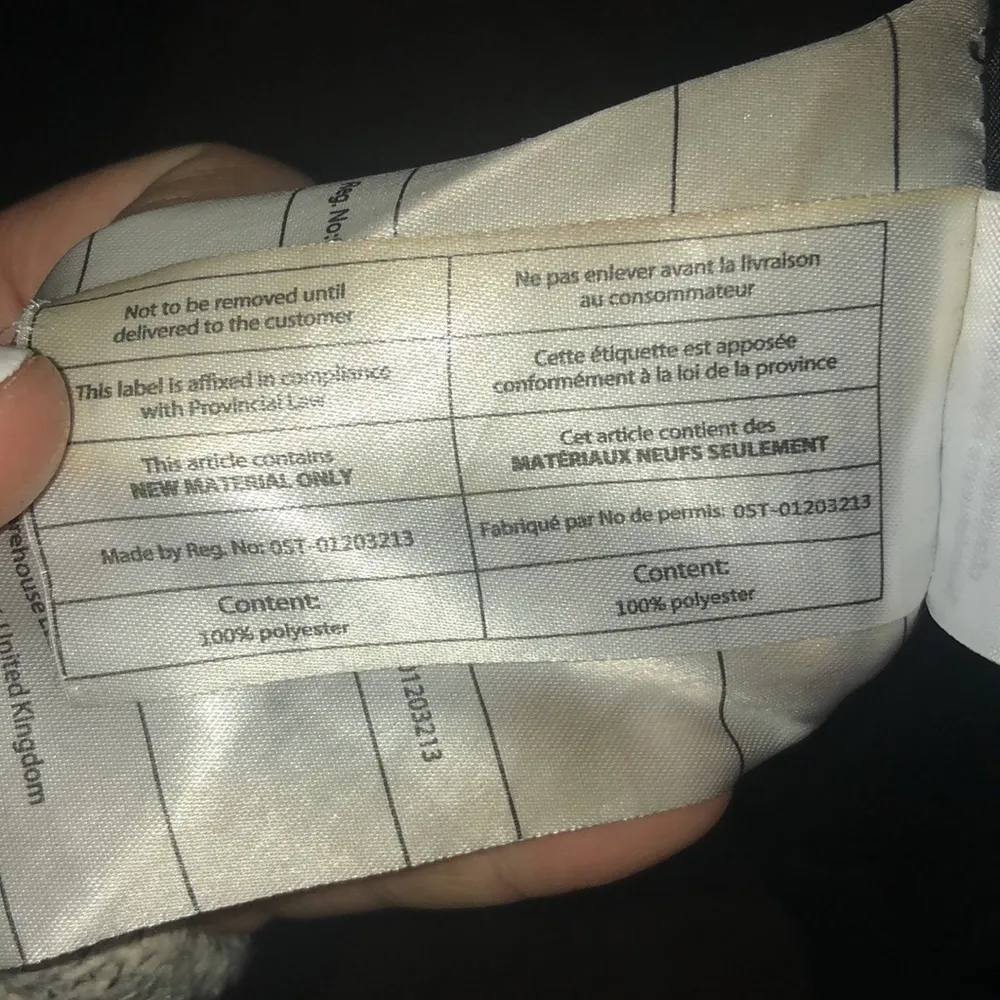 Reg. No:
Not to be removed until
delivered to the customer
Ne pas enlever avant la livraison
au consommateur
This label is affixed in compliance
with Provincial Law
Cette étiquette est apposée
conformément à la loi de la province
This article contains
NEW MATERIAL ONLY
Cet article contient des
MATÉRIAUX NEUFS SEULEMENT
Made by Reg. No: 0ST-01203213
Fabriqué par No de permis: 0ST-01203213
Content:
100% polyester
Content:
100% polyester
United Kingdom
01203213